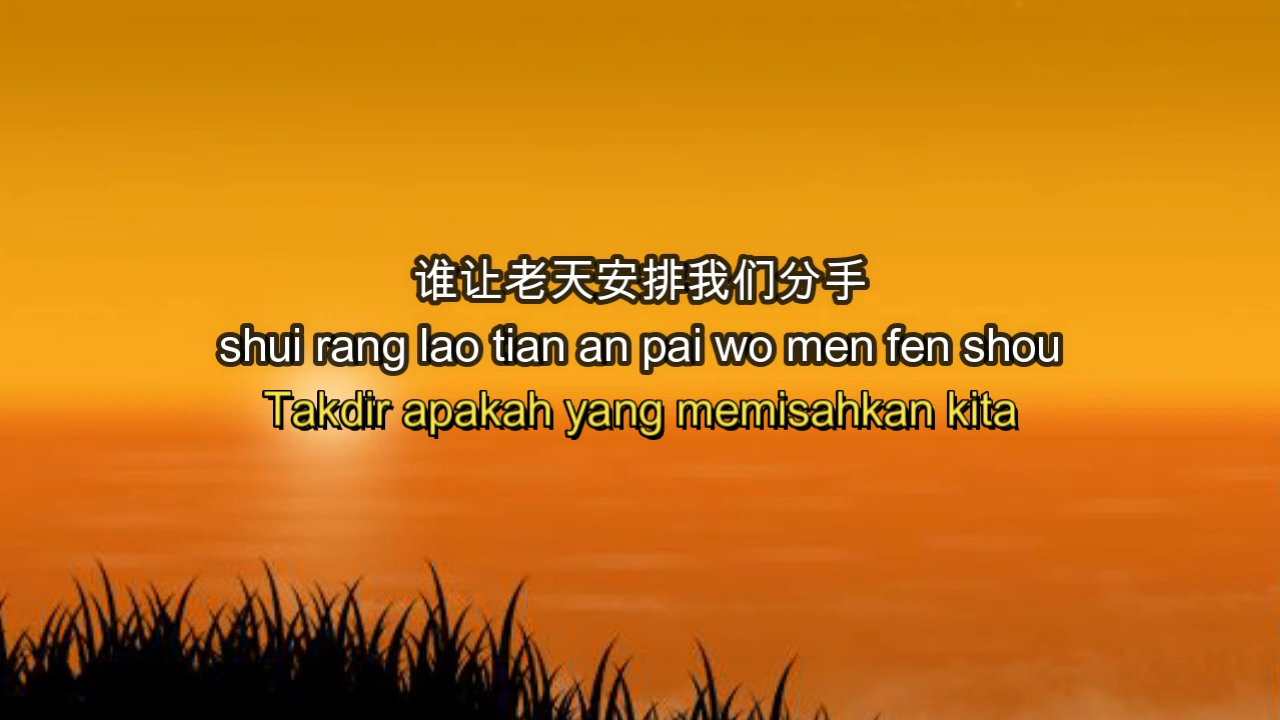 谁让老天安排我们分手
shui rang lao tian an pai wo men fen shou
Takdir apakah yang memisahkan kita